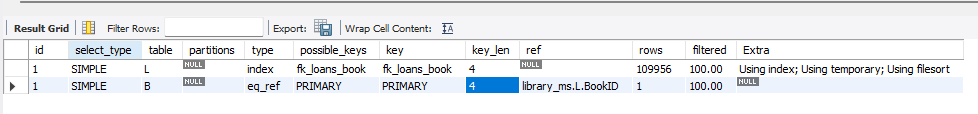 Result Grid Filter Rows: Export: Wrap Cell Content:
id select_type table partitions type possible_keys key key_len ref rows filtered Extra
1 SIMPLE L NULL index fk_loans_book fk_loans_book 4 NULL 109956 100.00 Using index; Using temporary; Using filesort
1 SIMPLE B NULL eq_ref PRIMARY PRIMARY 4 library_ms.L.BookID 1 100.00 NULL